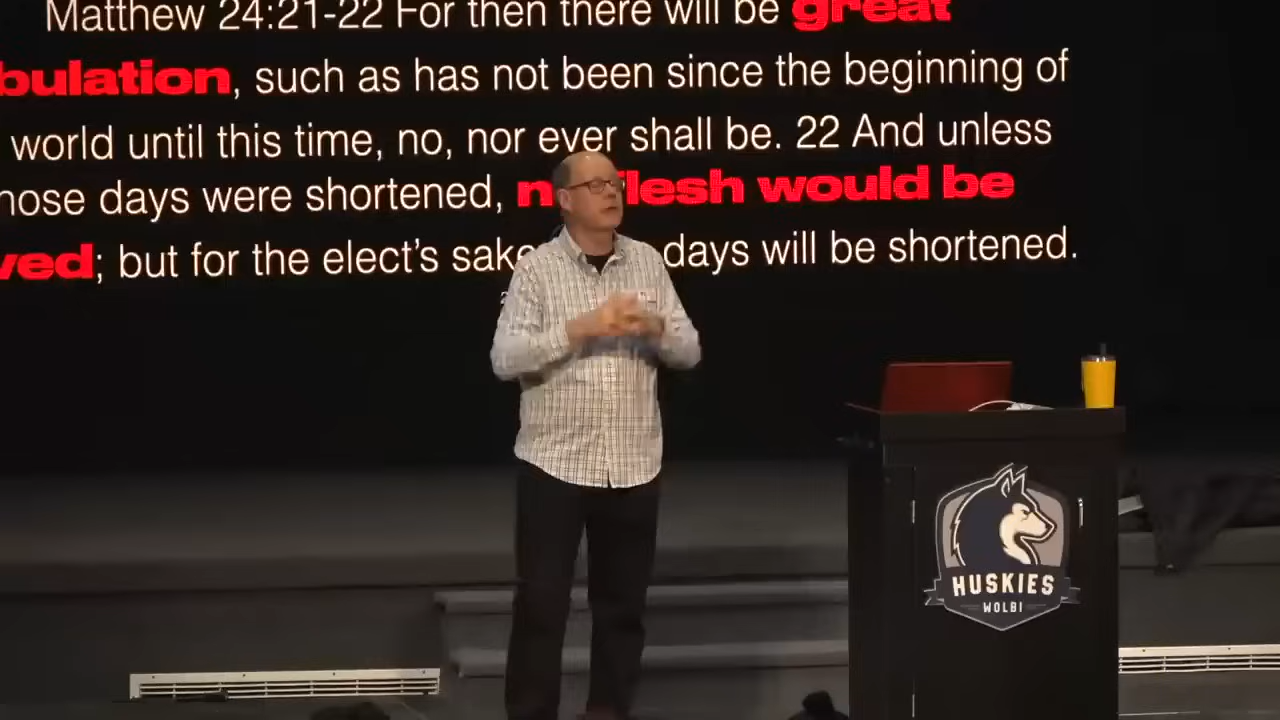 Matthew 24:21-22 For then there will be great
bulation, such as has not been since the beginning of
world until this time, no, nor ever shall be. 22 And unless
hose days were shortened, n flesh would be
ved; but for the elect's sake days will be shortened.
HUSKIES
WOLBI